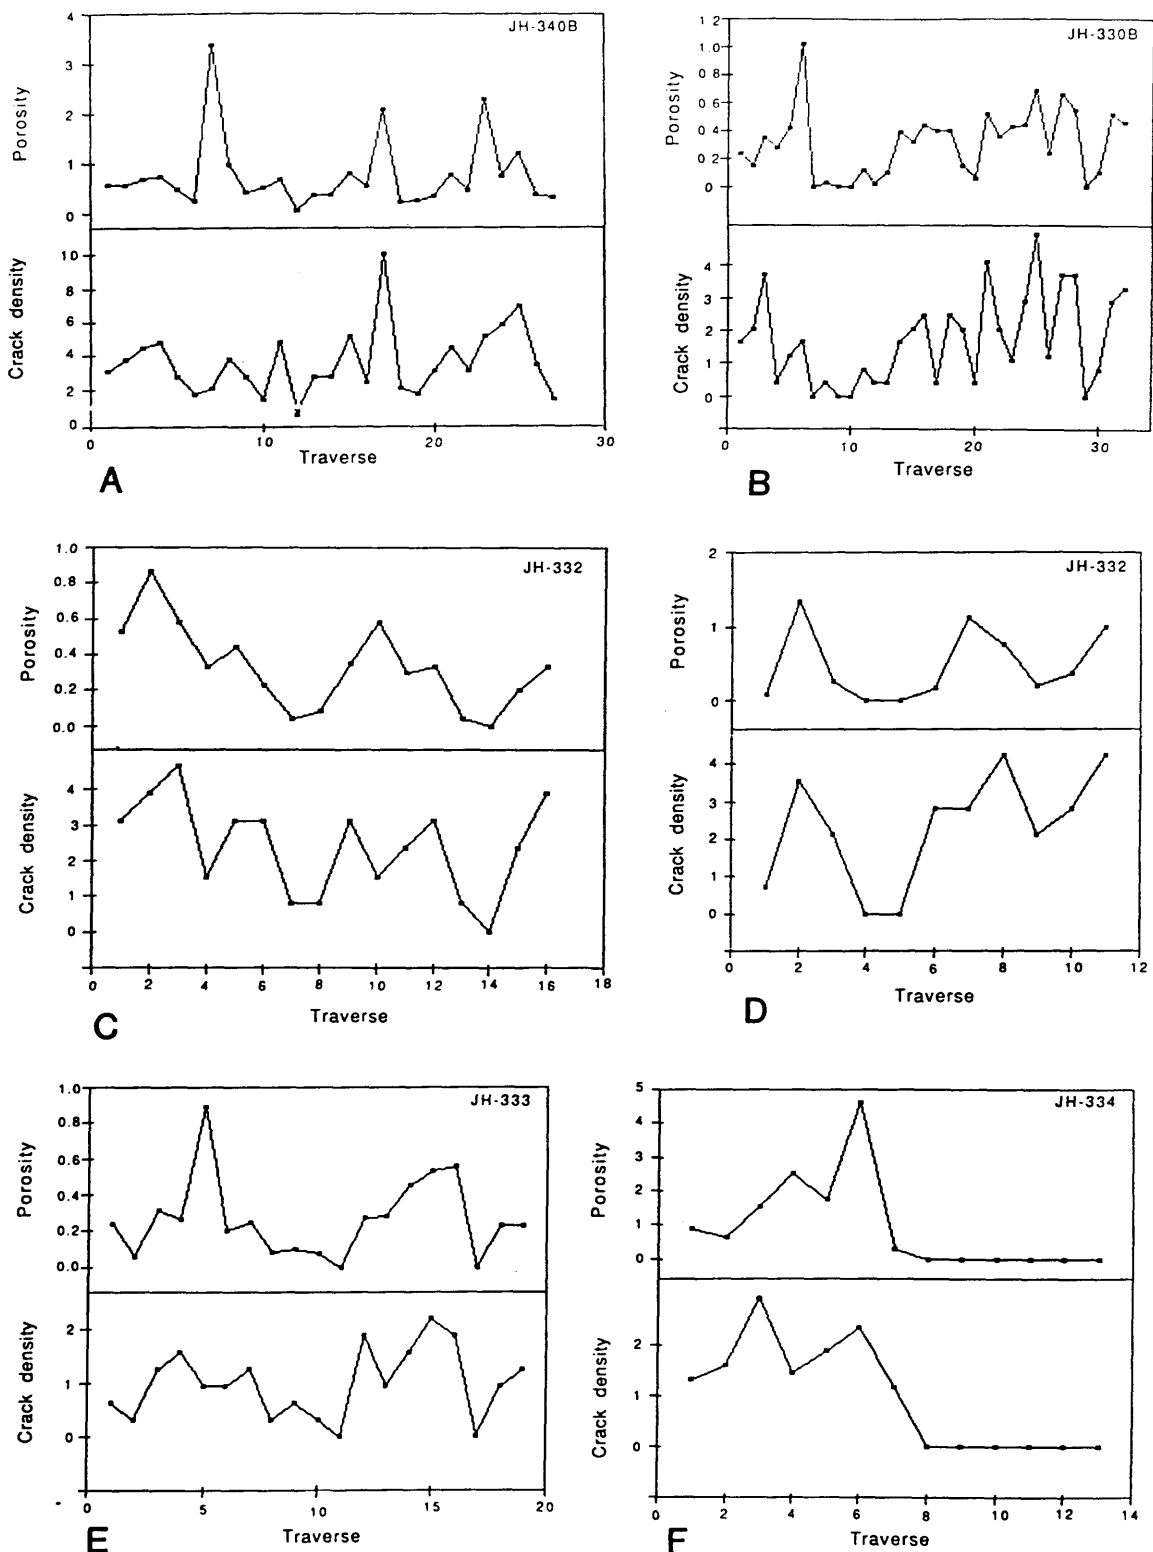 JH-340B
Porosity
4
3
2
1
0
Crack density
10
8
6
4
2
0
0 10 20 30
Traverse
A
JH-330B
Porosity
1 2
1.0
0 8
0 6
0 4
0 2
0
Crack density
4
3
2
1
0
0 10 20 30
Traverse
B
JH-332
Porosity
1.0
0.8
0.6
0.4
0.2
0.0
Crack density
4
3
2
1
0
0 2 4 6 8 10 12 14 16 18
Traverse
C
JH-332
Porosity
2
1
0
Crack density
4
3
2
1
0
0 2 4 6 8 10 12
Traverse
D
JH-333
Porosity
1.0
0.8
0.6
0.4
0.2
0.0
Crack density
2
1
0
0 5 10 15 20
Traverse
E
JH-334
Porosity
5
4
3
2
1
0
Crack density
2
1
0
0 2 4 6 8 10 12 14
Traverse
F